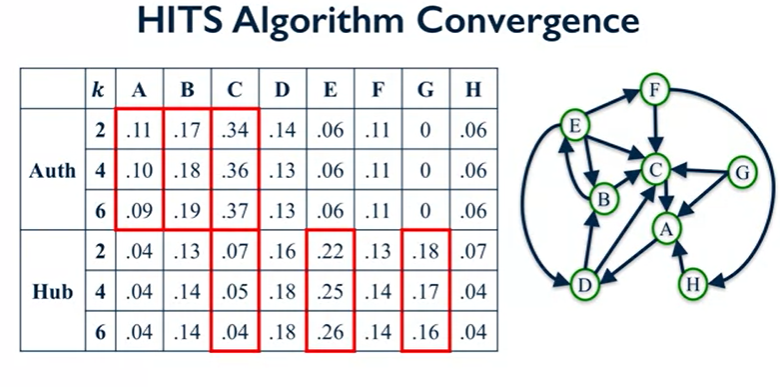 HITS Algorithm Convergence
k A B C D E F G H
Auth
2 .11 .17 .34 .14 .06 .11 0 .06
4 .10 .18 .36 .13 .06 .11 0 .06
6 .09 .19 .37 .13 .06 .11 0 .06
Hub
2 .04 .13 .07 .16 .22 .13 .18 .07
4 .04 .14 .05 .18 .25 .14 .17 .04
6 .04 .14 .04 .18 .26 .14 .16 .04
F
E
C
G
B
A
D
H